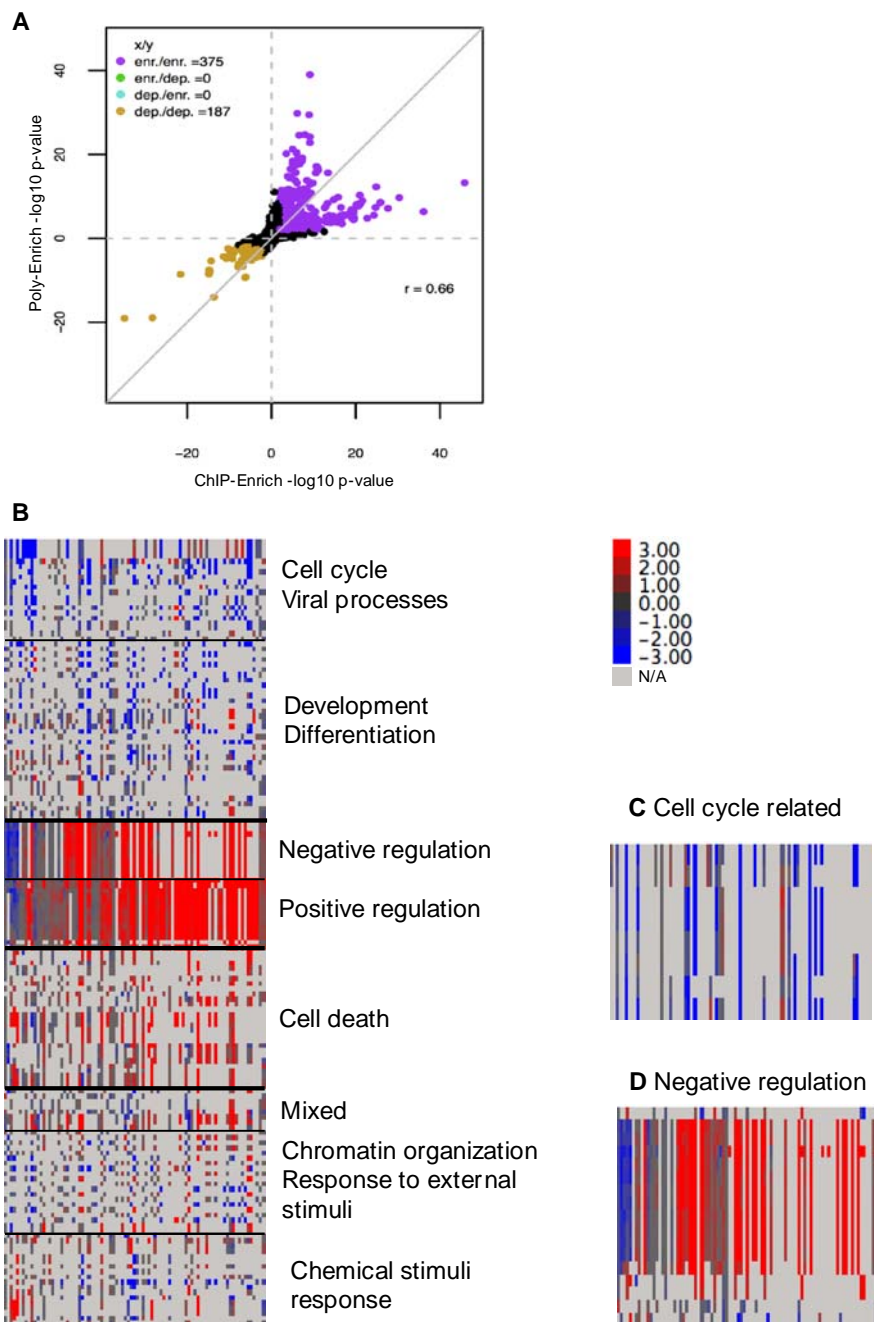 A
x/y
enr./enr. =375
enr./dep. =0
dep./enr. =0
dep./dep. =187
40
20
0
−20
Poly-Enrich -log10 p-value
r = 0.66
−20
0
20
40
ChIP-Enrich -log10 p-value
B
Cell cycle
Viral processes
Development
Differentiation
Negative regulation
Positive regulation
Cell death
Mixed
Chromatin organization
Response to external
stimuli
Chemical stimuli
response
3.00
2.00
1.00
0.00
-1.00
-2.00
-3.00
N/A
C Cell cycle related
D Negative regulation